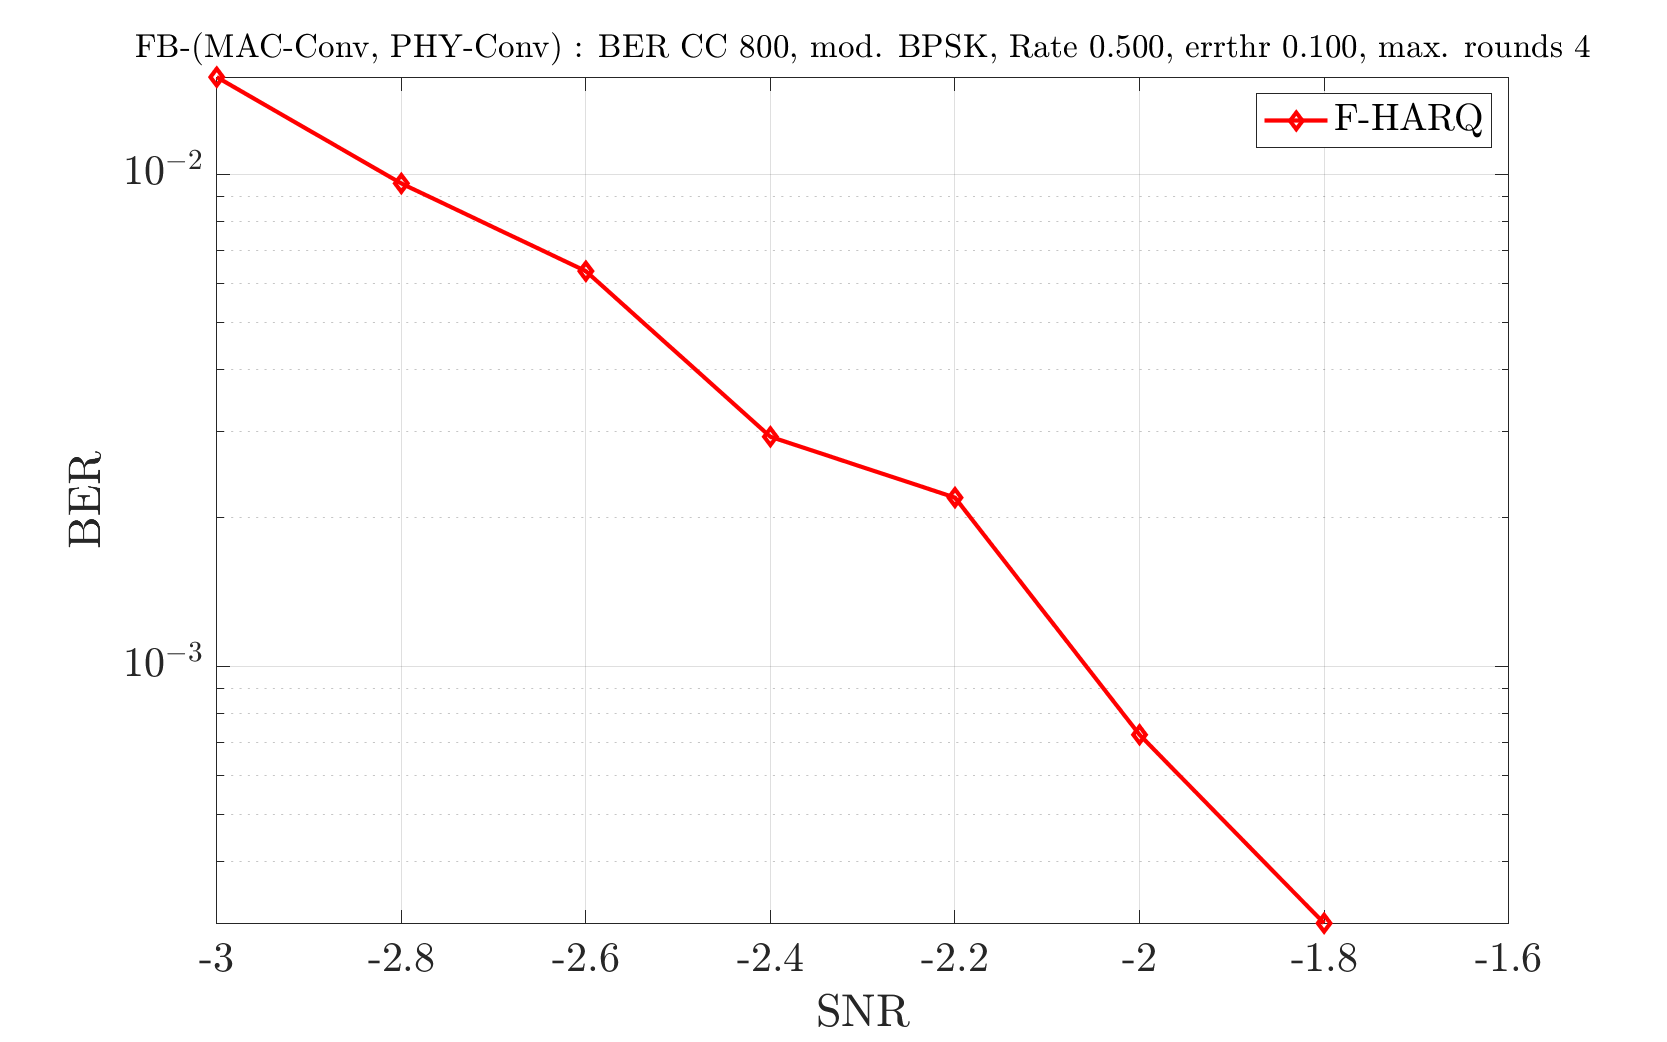 FB-(MAC-Conv, PHY-Conv) : BER CC 800, mod. BPSK, Rate 0.500, errthr 0.100, max. rounds 4
F-HARQ
10⁻²
10⁻³
BER
-3 -2.8 -2.6 -2.4 -2.2 -2 -1.8 -1.6
SNR